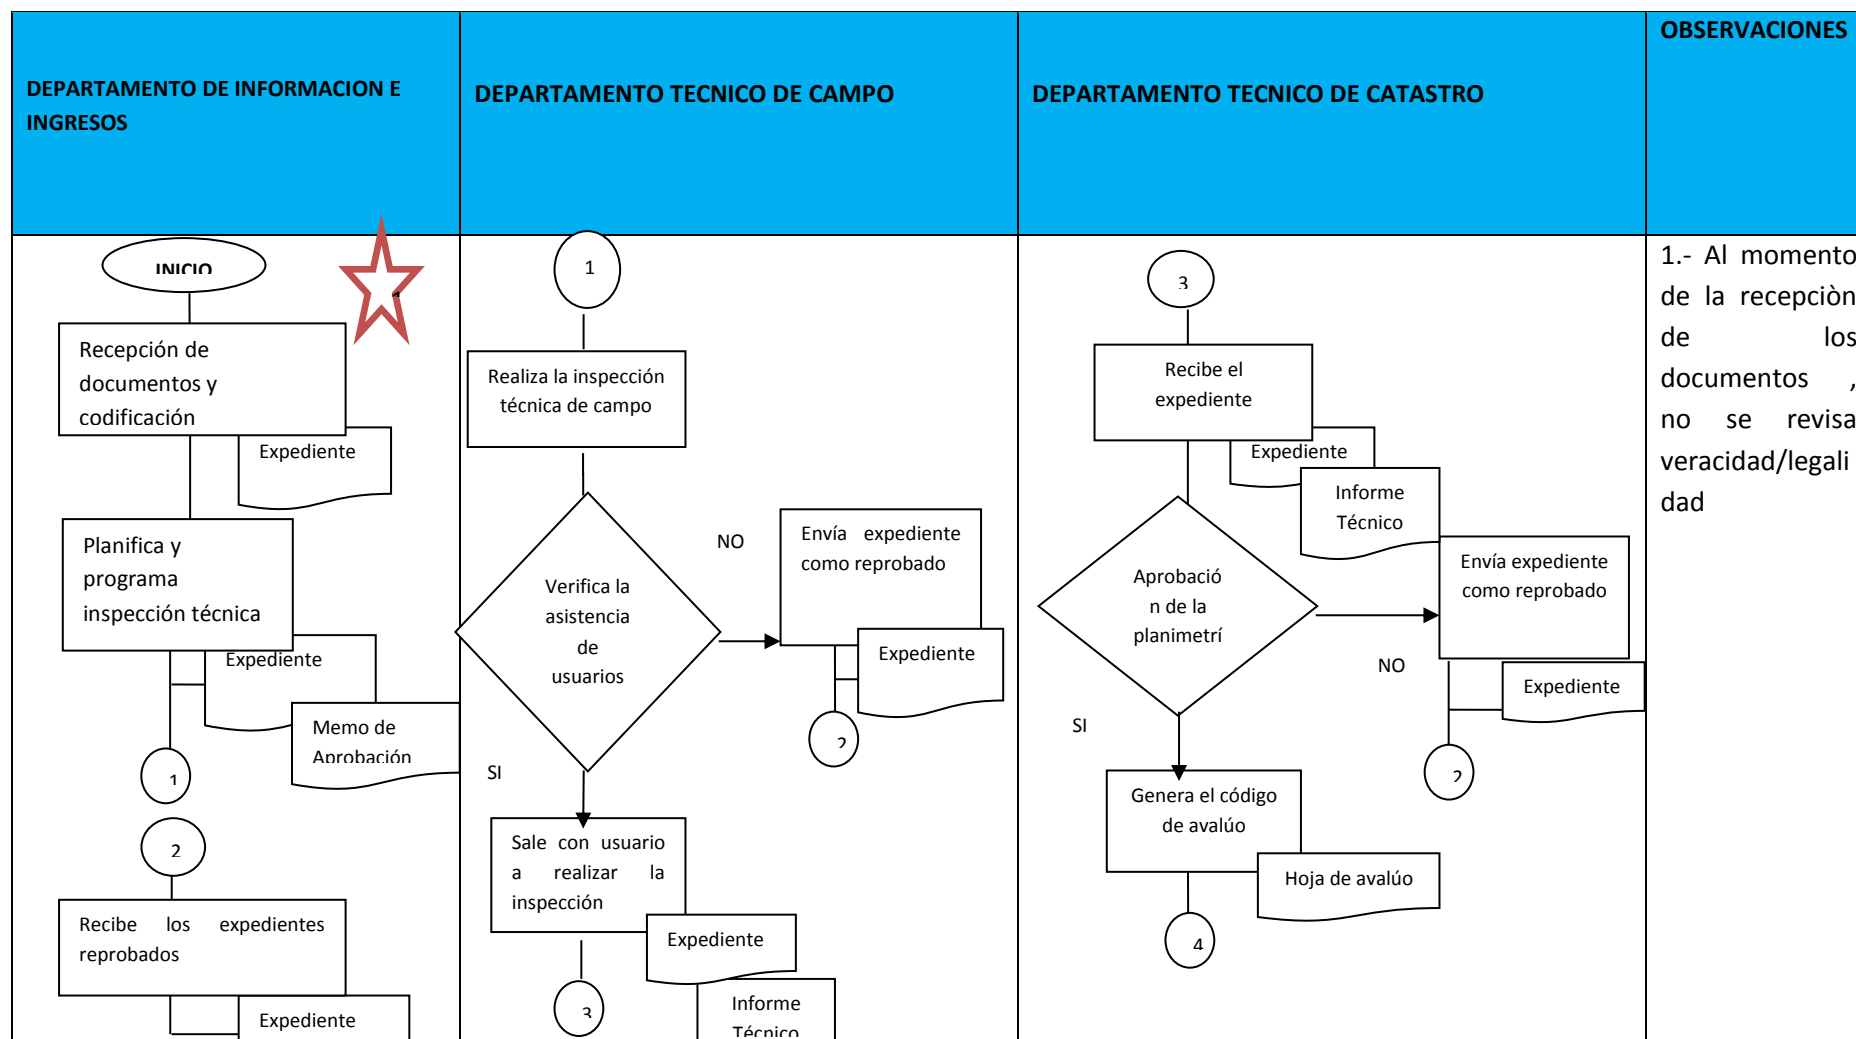 DEPARTAMENTO DE INFORMACION E
INGRESOS
DEPARTAMENTO TECNICO DE CAMPO
DEPARTAMENTO TECNICO DE CATASTRO
OBSERVACIONES
INICIO
1
Recepción de
documentos y
codificación
Expediente
Planifica y
programa
inspección técnica
Expediente
Memo de
Aprobación
1
2
Recibe los expedientes
reprobados
Expediente
1
Realiza la inspección
técnica de campo
Verifica la
asistencia
de
usuarios
NO
Envía expediente
como reprobado
Expediente
2
SI
Sale con usuario
a realizar la
inspección
Expediente
Informe
Técnico
3
3
Recibe el
expediente
Expediente
Informe
Técnico
Aprobació
n de la
planimetrí
NO
Envía expediente
como reprobado
Expediente
2
SI
Genera el código
de avalúo
Hoja de avalúo
4
1.- Al momento
de la recepciòn
de los
documentos ,
no se revisa
veracidad/legali
dad